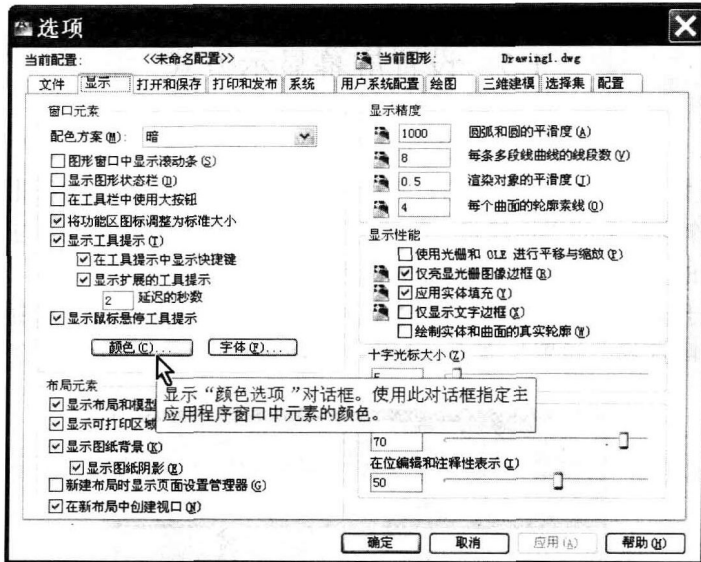 选项
当前配置: <<未命名配置>> 当前图形: Drawing1.dwg
文件 显示 打开和保存 打印和发布 系统 用户系统配置 绘图 三维建模 选择集 配置
窗口元素
配色方案(M): 暗
图形窗口中显示滚动条(S)
显示图形状态栏(D)
在工具栏中使用大按钮
将功能区图标调整为标准大小
显示工具提示(T)
在工具提示中显示快捷键
显示扩展的工具提示
2 延迟的秒数
显示鼠标悬停工具提示
颜色(C)... 字体(F)...
布局元素
显示布局和模型
显示可打印区域
显示图纸背景(K)
显示图纸阴影(E)
新建布局时显示页面设置管理器(G)
在新布局中创建视口(N)
显示精度
1000 圆弧和圆的平滑度(A)
8 每条多段线曲线的线段数(V)
0.5 渲染对象的平滑度(J)
4 每个曲面的轮廓素线(O)
显示性能
使用光栅和 OLE 进行平移与缩放(P)
仅亮显光栅图像边框(R)
应用实体填充(Y)
仅显示文字边框(X)
绘制实体和曲面的真实轮廓(W)
十字光标大小(Z)
显示“颜色选项”对话框。使用此对话框指定主
应用程序窗口中元素的颜色。
70
在位编辑和注释性表示(I)
50
确定 取消 应用(A) 帮助(H)